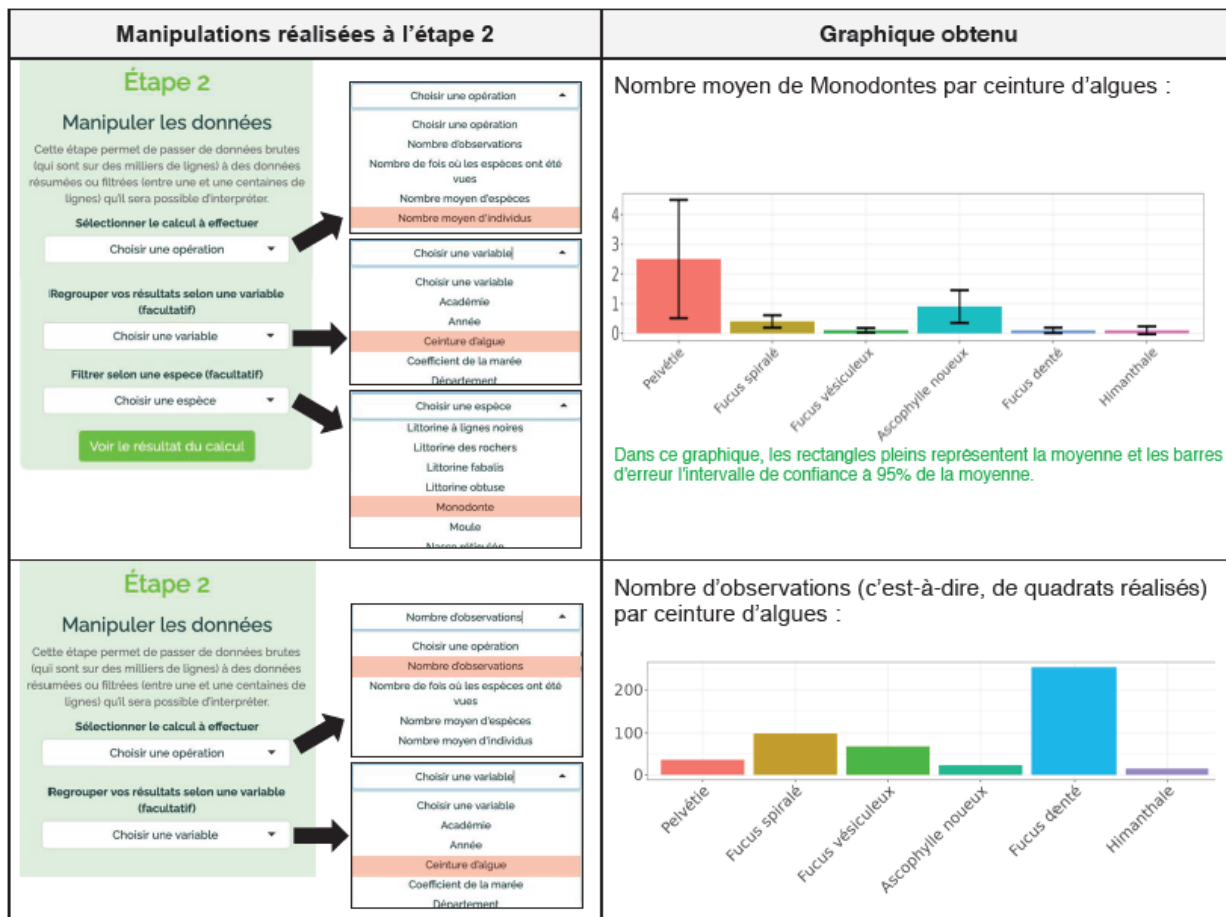 Manipulations réalisées à l'étape 2
Graphique obtenu
Étape 2
Manipuler les données
Cette étape permet de passer de données brutes
(qui sont sur des milliers de lignes) à des données
résumées ou filtrées (entre une et une centaines de
lignes) qu'il sera possible d'interpréter.
Sélectionner le calcul à effectuer
Choisir une opération
Regrouper vos résultats selon une variable
(facultatif)
Choisir une variable
Filtrer selon une espece (facultatif)
Choisir une espèce
Voir le résultat du calcul
Choisir une opération
Choisir une opération
Nombre d'observations
Nombre de fois où les espèces ont été
vues
Nombre moyen d'espèces
Nombre moyen d'individus
Choisir une variable
Choisir une variable
Académie
Année
Ceinture d'algue
Coefficient de la marée
Département
Choisir une espèce
Littorine à lignes noires
Littorine des rochers
Littorine fabalis
Littorine obtuse
Monodonte
Moule
Nasse réticulée
Nombre moyen de Monodontes par ceinture d'algues :
4
3
2
1
0
Pelvétie
Fucus spiralé
Fucus vésiculeux
Ascophylle noueux
Fucus denté
Himanthale
Dans ce graphique, les rectangles pleins représentent la moyenne et les barres
d'erreur l'intervalle de confiance à 95% de la moyenne.
Étape 2
Manipuler les données
Cette étape permet de passer de données brutes
(qui sont sur des milliers de lignes) à des données
résumées ou filtrées (entre une et une centaines de
lignes) qu'il sera possible d'interpréter.
Sélectionner le calcul à effectuer
Choisir une opération
Regrouper vos résultats selon une variable
(facultatif)
Choisir une variable
Nombre d'observations
Choisir une opération
Nombre d'observations
Nombre de fois où les espèces ont été
vues
Nombre moyen d'espèces
Nombre moyen d'individus
Choisir une variable
Choisir une variable
Académie
Année
Ceinture d'algue
Coefficient de la marée
Département
Nombre d'observations (c'est-à-dire, de quadrats réalisés)
par ceinture d'algues :
200
100
0
Pelvétie
Fucus spiralé
Fucus vésiculeux
Ascophylle noueux
Fucus denté
Himanthale